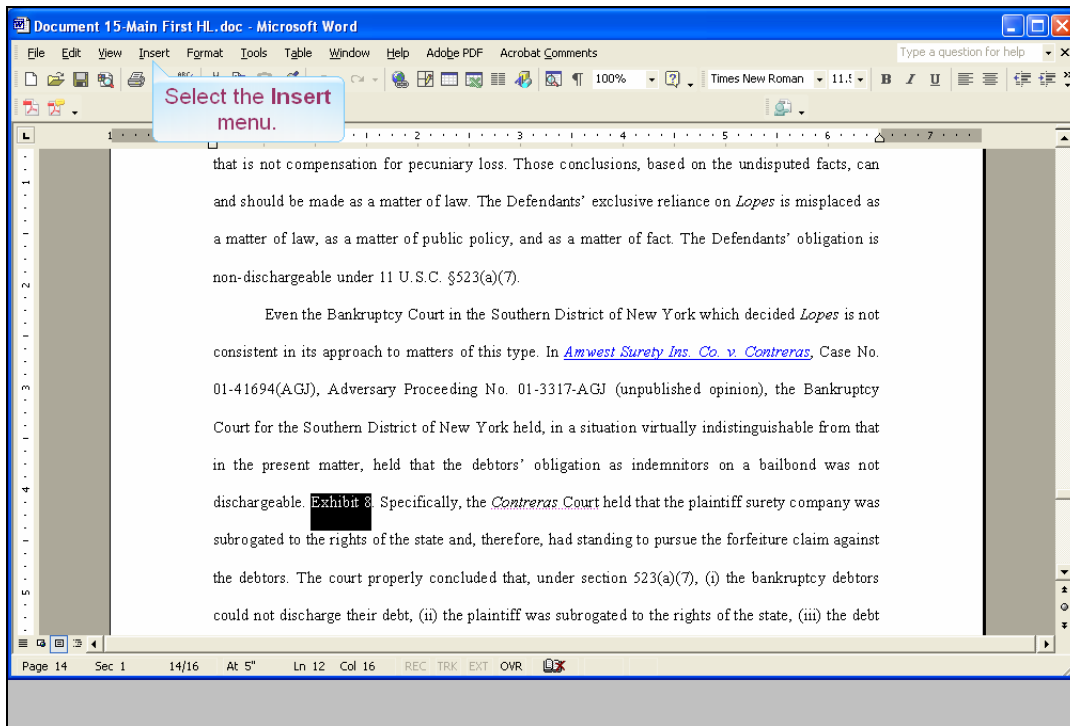 Document 15-Main First HL.doc - Microsoft Word
File Edit View Insert Format Tools Table Window Help Adobe PDF Acrobat Comments Type a question for help
100% Times New Roman 11.5 B I U
Select the Insert
menu.
L 1 1 2 3 4 5 6 7
that is not compensation for pecuniary loss. Those conclusions, based on the undisputed facts, can
and should be made as a matter of law. The Defendants’ exclusive reliance on Lopes is misplaced as
a matter of law, as a matter of public policy, and as a matter of fact. The Defendants’ obligation is
non-dischargeable under 11 U.S.C. §523(a)(7).
Even the Bankruptcy Court in the Southern District of New York which decided Lopes is not
consistent in its approach to matters of this type. In Amwest Surety Ins. Co. v. Contreras, Case No.
01-41694(AGJ), Adversary Proceeding No. 01-3317-AGJ (unpublished opinion), the Bankruptcy
Court for the Southern District of New York held, in a situation virtually indistinguishable from that
in the present matter, held that the debtors’ obligation as indemnitors on a bailbond was not
dischargeable. Exhibit 8. Specifically, the Contreras Court held that the plaintiff surety company was
subrogated to the rights of the state and, therefore, had standing to pursue the forfeiture claim against
the debtors. The court properly concluded that, under section 523(a)(7), (i) the bankruptcy debtors
could not discharge their debt, (ii) the plaintiff was subrogated to the rights of the state, (iii) the debt
Page 14 Sec 1 14/16 At 5" Ln 12 Col 16 REC TRK EXT OVR